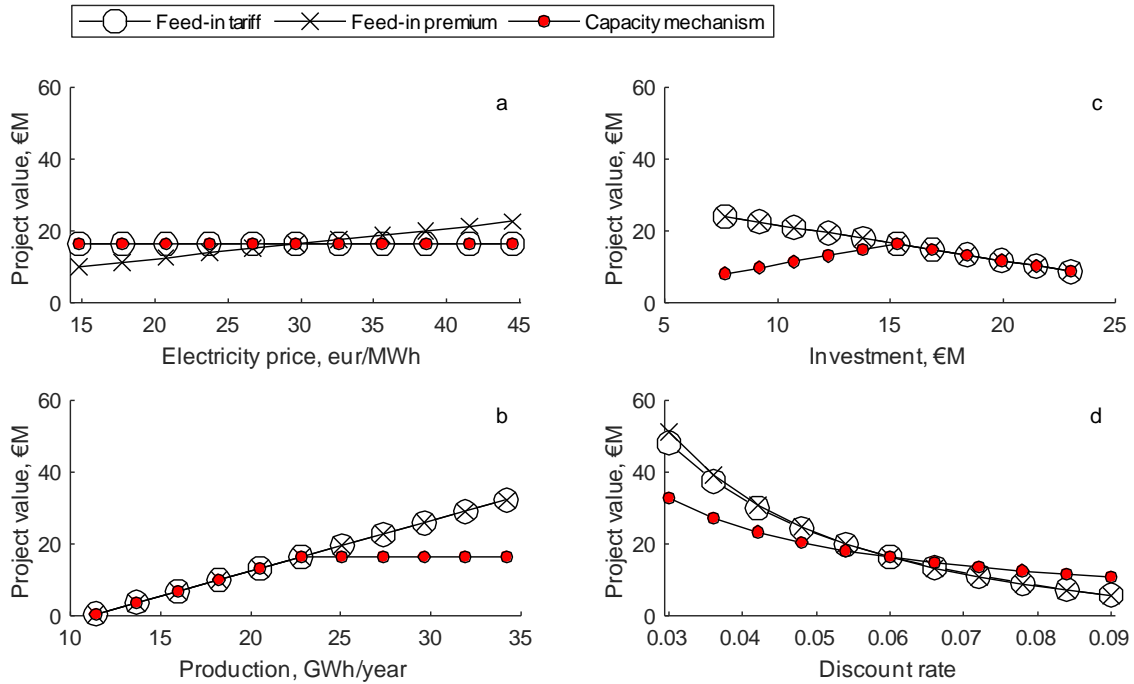 Feed-in tariff Feed-in premium Capacity mechanism
a
Project value, €M
60
40
20
0
15 20 25 30 35 40 45
Electricity price, eur/MWh
c
Project value, €M
60
40
20
0
5 10 15 20 25
Investment, €M
b
Project value, €M
60
40
20
0
10 15 20 25 30 35
Production, GWh/year
d
Project value, €M
60
40
20
0
0.03 0.04 0.05 0.06 0.07 0.08 0.09
Discount rate